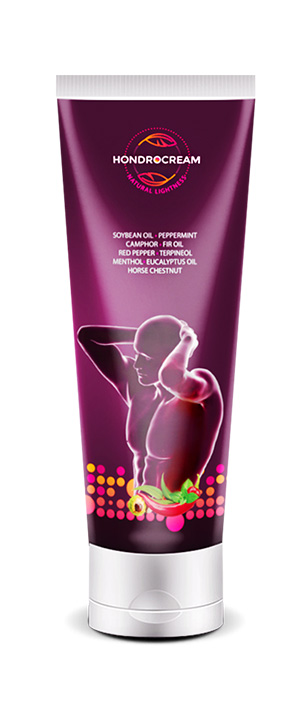 HONDROCREAM
NATURAL LIGHTNESS
SOYBEAN OIL · PEPPERMINT
CAMPHOR · FIR OIL
RED PEPPER · TERPINEOL
MENTHOL · EUCALYPTUS OIL
HORSE CHESTNUT